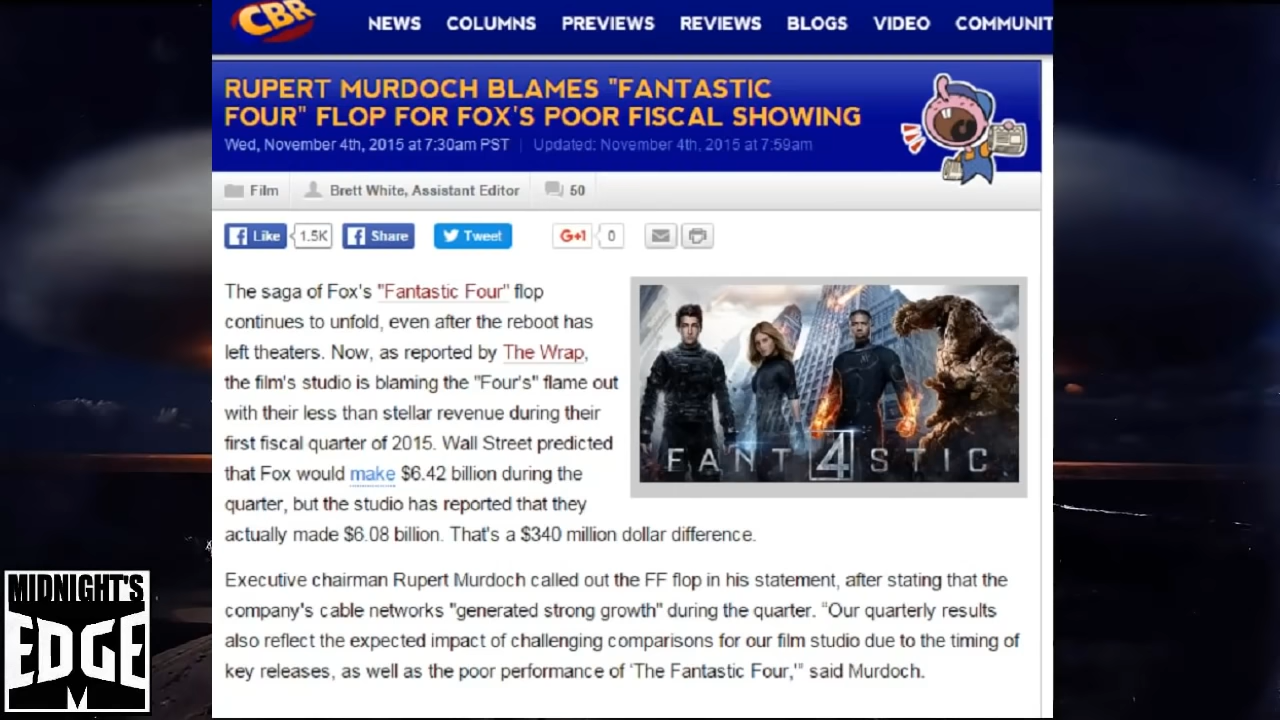 CBR
NEWS COLUMNS PREVIEWS REVIEWS BLOGS VIDEO COMMUNIT
RUPERT MURDOCH BLAMES "FANTASTIC
FOUR" FLOP FOR FOX'S POOR FISCAL SHOWING
Wed, November 4th, 2015 at 7:30am PST | Updated: November 4th, 2015 at 7:59am
Film Brett White, Assistant Editor 50
Like 1.5K Share Tweet G+1 0
The saga of Fox's "Fantastic Four" flop
continues to unfold, even after the reboot has
left theaters. Now, as reported by The Wrap,
the film's studio is blaming the "Four's" flame out
with their less than stellar revenue during their
first fiscal quarter of 2015. Wall Street predicted
that Fox would make $6.42 billion during the
quarter, but the studio has reported that they
actually made $6.08 billion. That's a $340 million dollar difference.
FANT4STIC
Executive chairman Rupert Murdoch called out the FF flop in his statement, after stating that the
company's cable networks "generated strong growth" during the quarter. “Our quarterly results
also reflect the expected impact of challenging comparisons for our film studio due to the timing of
key releases, as well as the poor performance of ‘The Fantastic Four,'” said Murdoch.
MIDNIGHT'S
EDGE